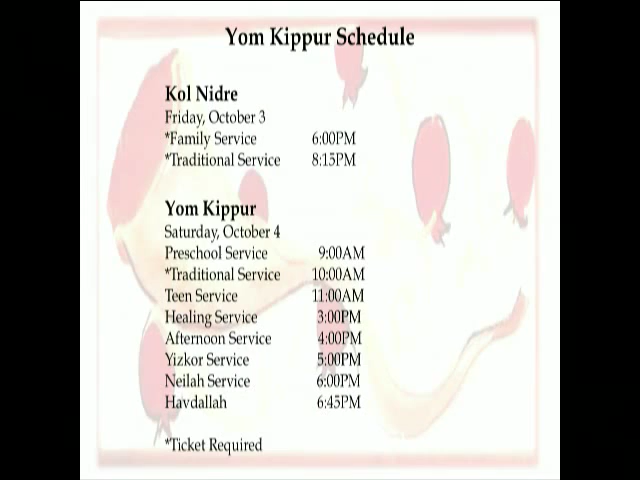 Yom Kippur Schedule
Kol Nidre
Friday, October 3
*Family Service 6:00PM
*Traditional Service 8:15PM
Yom Kippur
Saturday, October 4
Preschool Service 9:00AM
*Traditional Service 10:00AM
Teen Service 11:00AM
Healing Service 3:00PM
Afternoon Service 4:00PM
Yizkor Service 5:00PM
Neilah Service 6:00PM
Havdallah 6:45PM
*Ticket Required